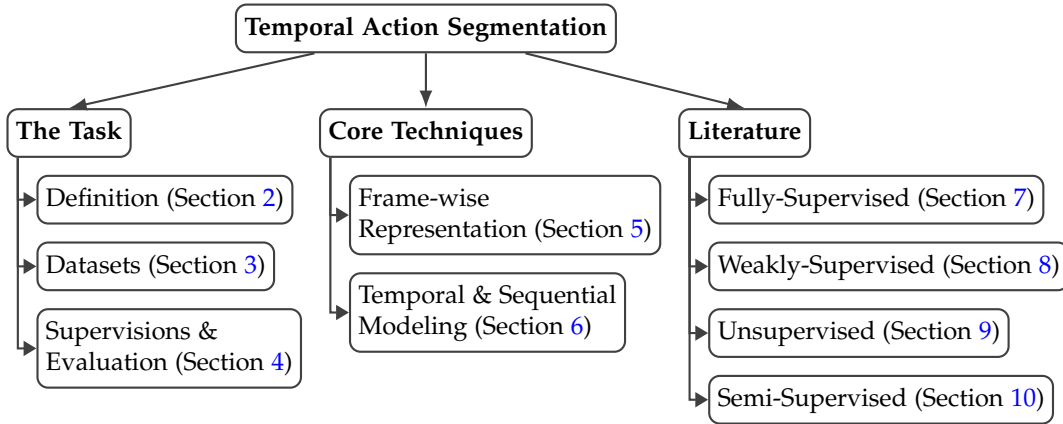 Temporal Action Segmentation
The Task
Definition (Section 2)
Datasets (Section 3)
Supervisions &
Evaluation (Section 4)
Core Techniques
Frame-wise
Representation (Section 5)
Temporal & Sequential
Modeling (Section 6)
Literature
Fully-Supervised (Section 7)
Weakly-Supervised (Section 8)
Unsupervised (Section 9)
Semi-Supervised (Section 10)